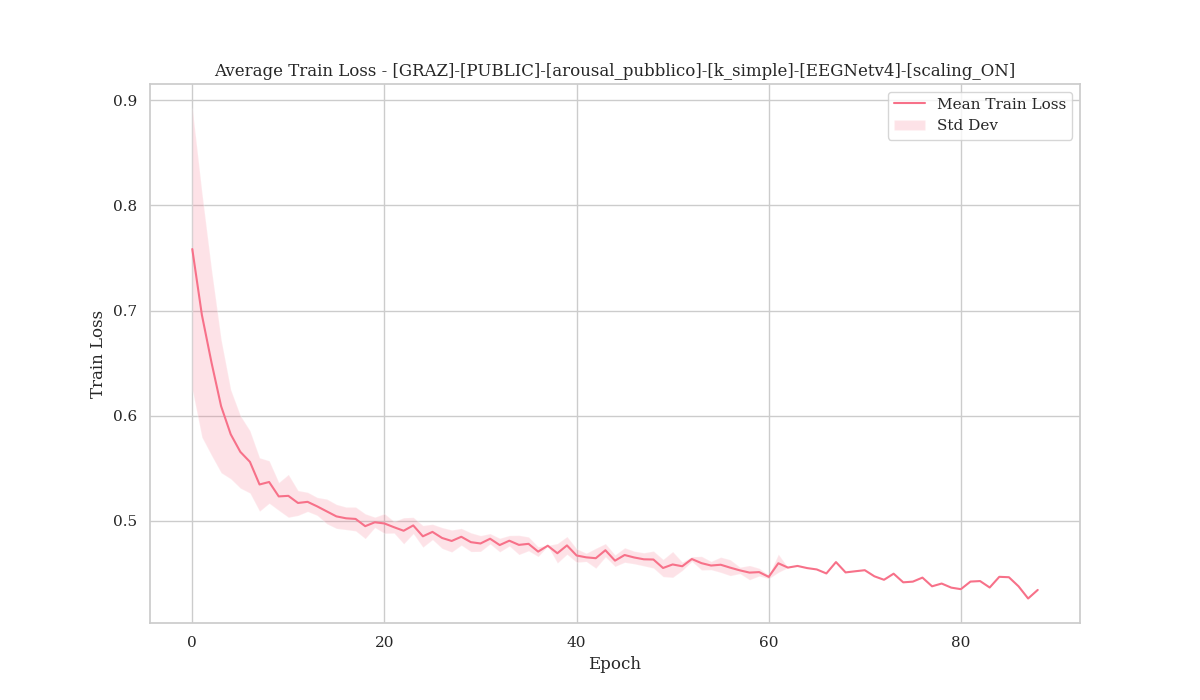 Average Train Loss - [GRAZ]-[PUBLIC]-[arousal_pubblico]-[k_simple]-[EEGNetv4]-[scaling_ON]
Mean Train Loss
Std Dev
0.9
0.8
0.7
0.6
0.5
Train Loss
0 20 40 60 80
Epoch